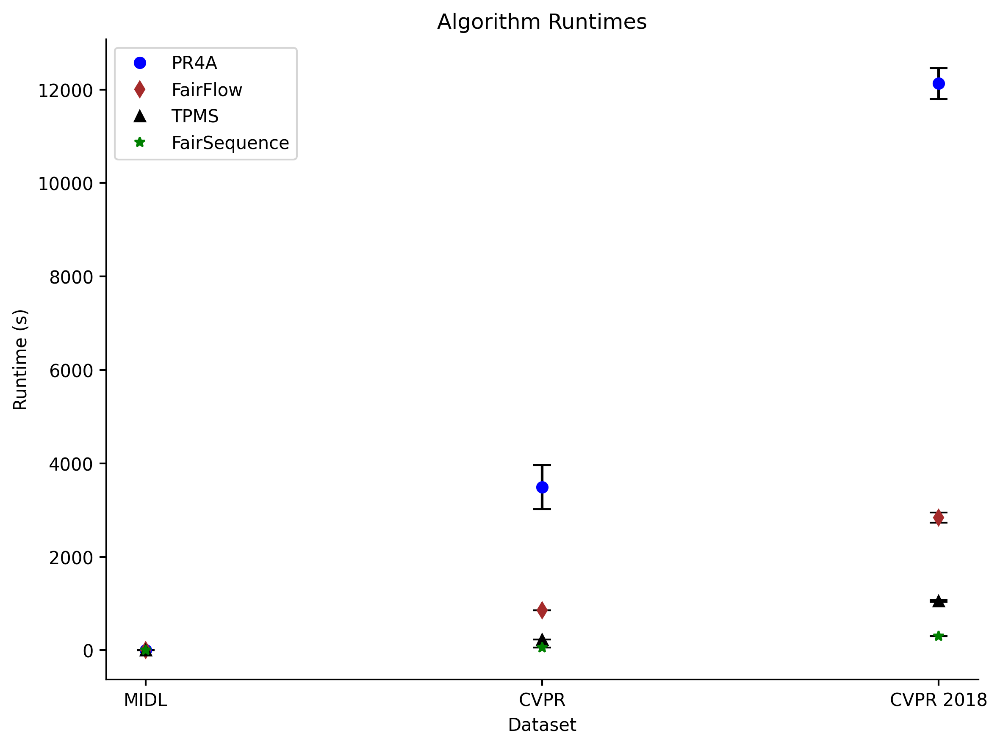 Algorithm Runtimes
PR4A
FairFlow
TPMS
FairSequence
12000
10000
8000
6000
4000
2000
0
Runtime (s)
MIDL
CVPR
CVPR 2018
Dataset